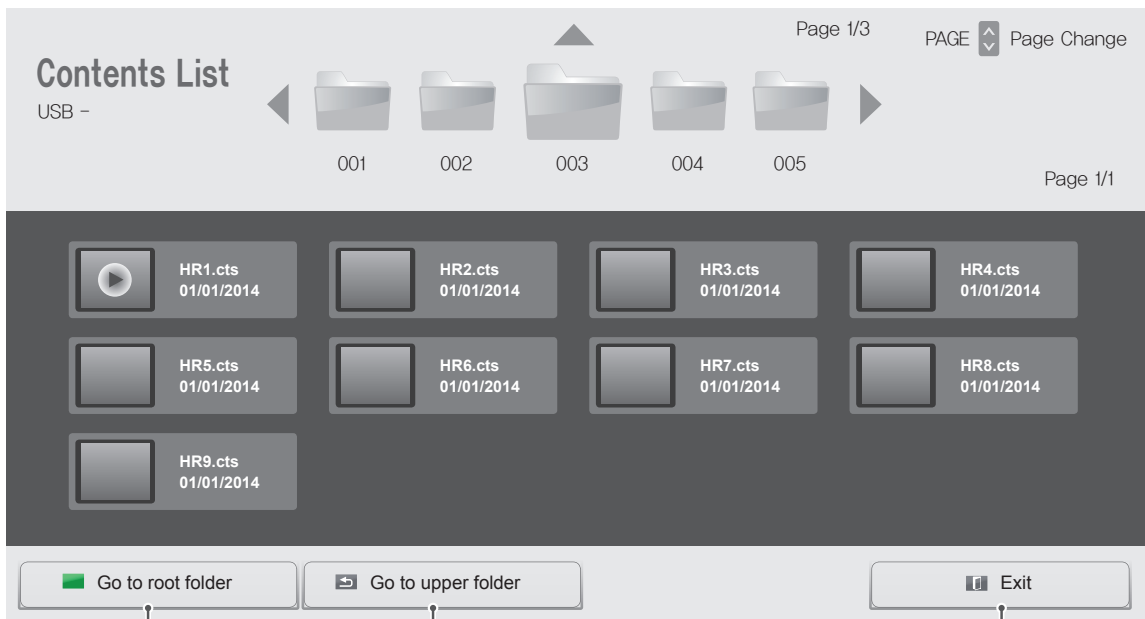 Page 1/3
PAGE Page Change
Contents List
USB -
001 002 003 004 005
Page 1/1
HR1.cts
01/01/2014
HR2.cts
01/01/2014
HR3.cts
01/01/2014
HR4.cts
01/01/2014
HR5.cts
01/01/2014
HR6.cts
01/01/2014
HR7.cts
01/01/2014
HR8.cts
01/01/2014
HR9.cts
01/01/2014
Go to root folder
Go to upper folder
Exit